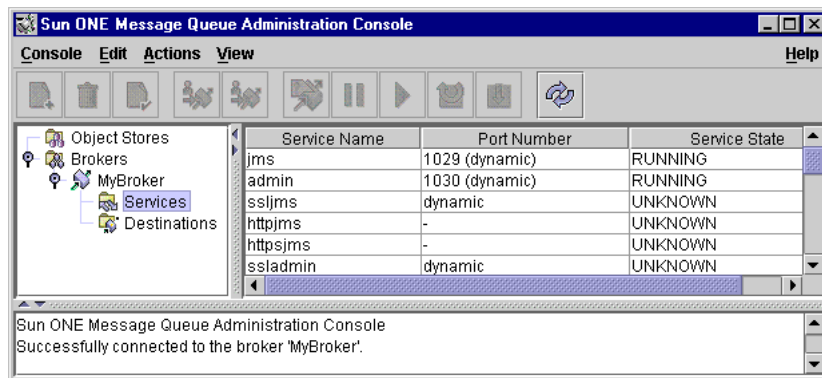 Sun ONE Message Queue Administration Console
Console Edit Actions View Help
Object Stores
Brokers
MyBroker
Services
Destinations
Service Name Port Number Service State
jms 1029 (dynamic) RUNNING
admin 1030 (dynamic) RUNNING
ssljms dynamic UNKNOWN
httpjms - UNKNOWN
httpsjms - UNKNOWN
ssladmin dynamic UNKNOWN
Sun ONE Message Queue Administration Console
Successfully connected to the broker 'MyBroker'.